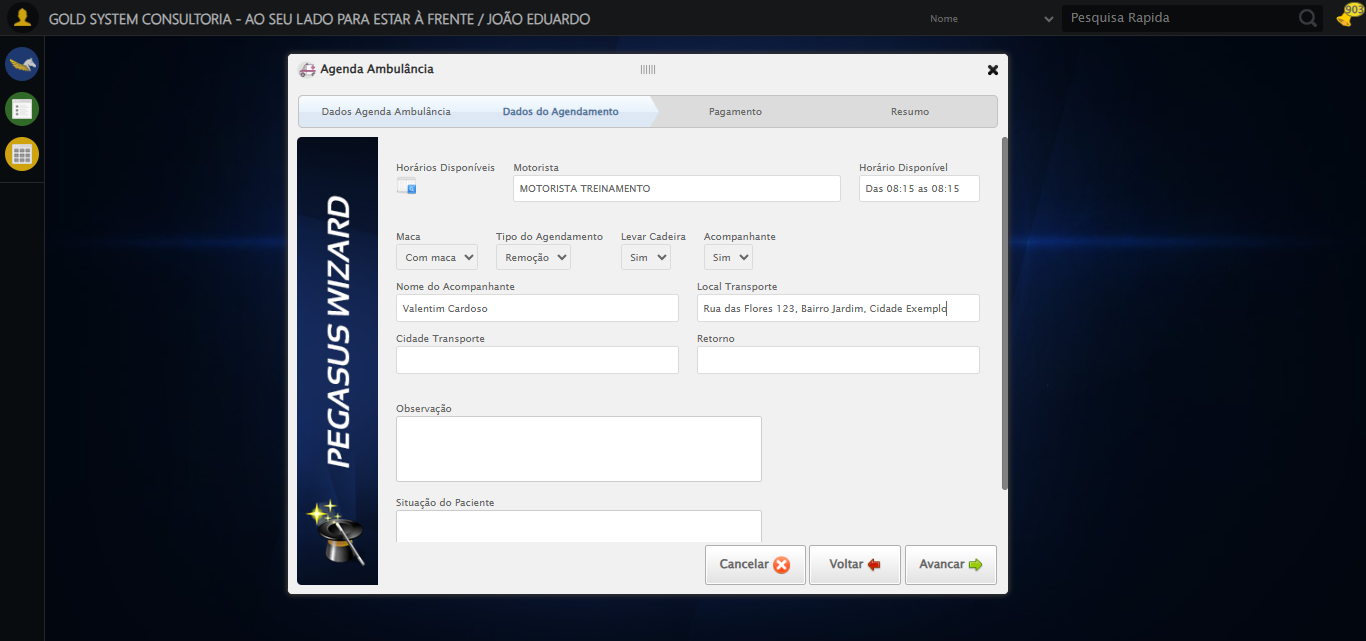 GOLD SYSTEM CONSULTORIA - AO SEU LADO PARA ESTAR À FRENTE / JOÃO EDUARDO
Nome
Pesquisa Rapida
903
Agenda Ambulância
Dados Agenda Ambulância
Dados do Agendamento
Pagamento
Resumo
PEGASUS WIZARD
Horários Disponíveis
Motorista
Horário Disponível
MOTORISTA TREINAMENTO
Das 08:15 as 08:15
Maca
Tipo do Agendamento
Levar Cadeira
Acompanhante
Com maca
Remoção
Sim
Sim
Nome do Acompanhante
Local Transporte
Valentim Cardoso
Rua das Flores 123, Bairro Jardim, Cidade Exemplo
Cidade Transporte
Retorno
Observação
Situação do Paciente
Cancelar
Voltar
Avancar